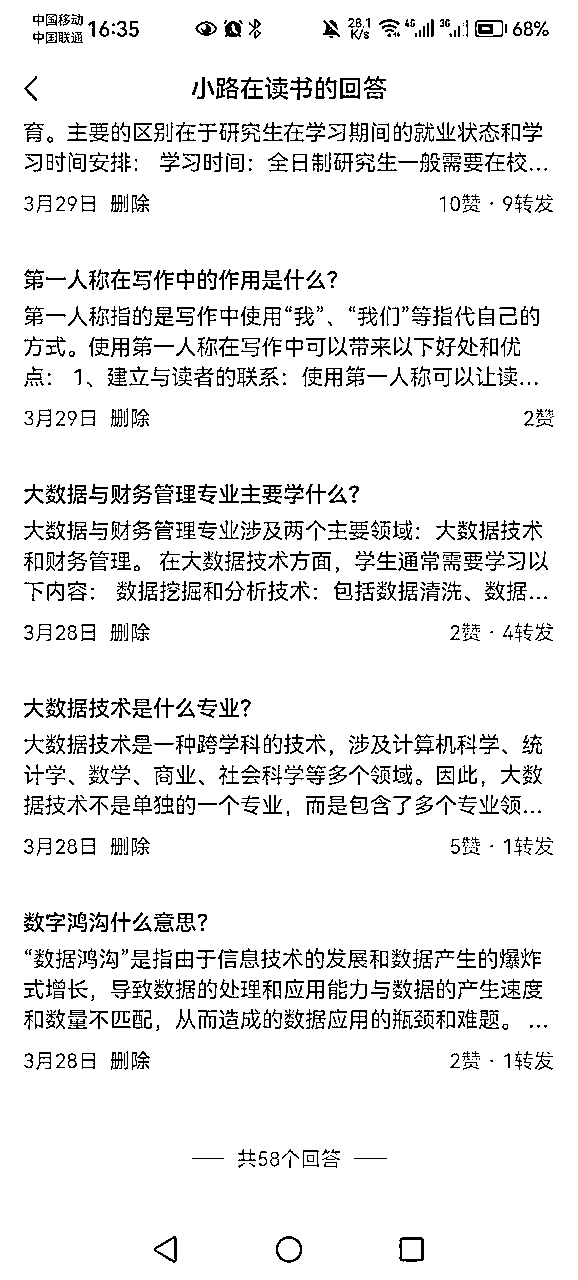 中国移动 16:35 28.1 K/s 4G 3G 68%
中国联通
小路在读书的回答
育。主要的区别在于研究生在学习期间的就业状态和学
习时间安排： 学习时间：全日制研究生一般需要在校...
3月29日 删除 10赞 · 9转发
第一人称在写作中的作用是什么？
第一人称指的是写作中使用“我”、“我们”等指代自己的
方式。使用第一人称在写作中可以带来以下好处和优
点： 1、建立与读者的联系：使用第一人称可以让读...
3月29日 删除 2赞
大数据与财务管理专业主要学什么？
大数据与财务管理专业涉及两个主要领域：大数据技术
和财务管理。 在大数据技术方面，学生通常需要学习以
下内容： 数据挖掘和分析技术：包括数据清洗、数据...
3月28日 删除 2赞 · 4转发
大数据技术是什么专业？
大数据技术是一种跨学科的技术，涉及计算机科学、统
计学、数学、商业、社会科学等多个领域。因此，大数
据技术不是单独的一个专业，而是包含了多个专业领...
3月28日 删除 5赞 · 1转发
数字鸿沟什么意思？
“数据鸿沟”是指由于信息技术的发展和数据产生的爆炸
式增长，导致数据的处理和应用能力与数据的产生速度
和数量不匹配，从而造成的数据应用的瓶颈和难题。 ...
3月28日 删除 2赞 · 1转发
共58个回答